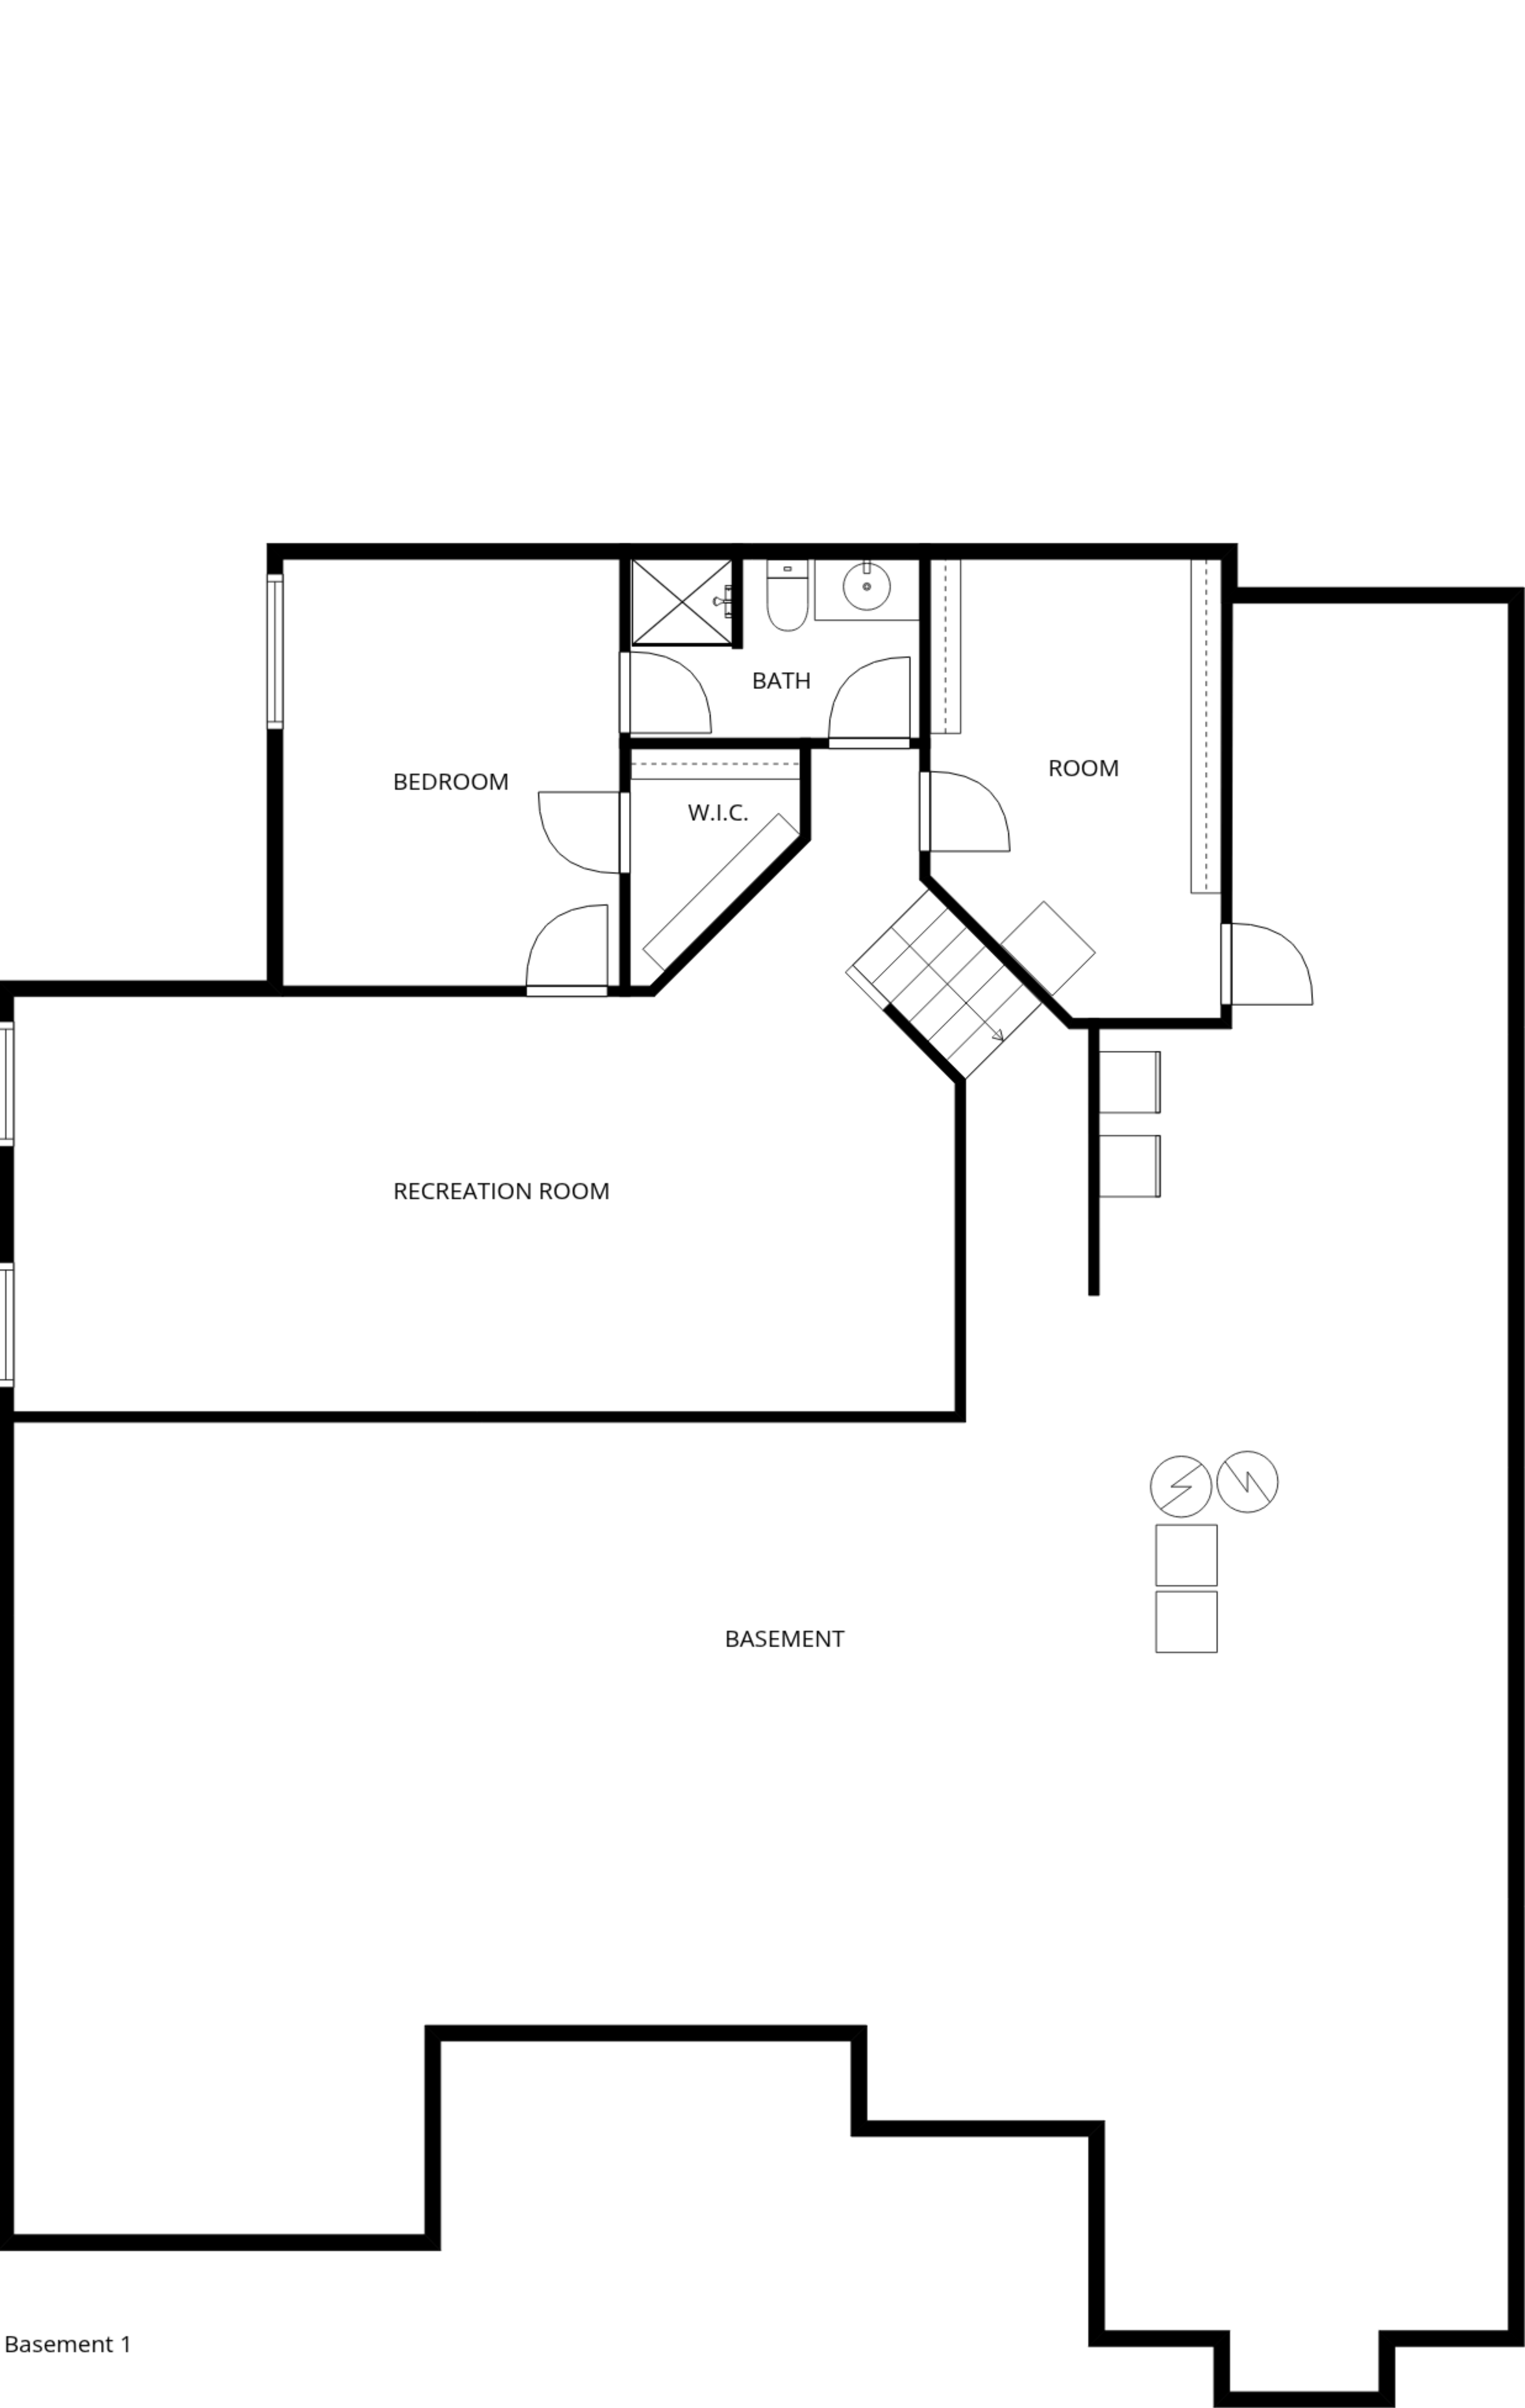 BATH
ROOM
BEDROOM
W.I.C.
RECREATION ROOM
BASEMENT
Basement 1